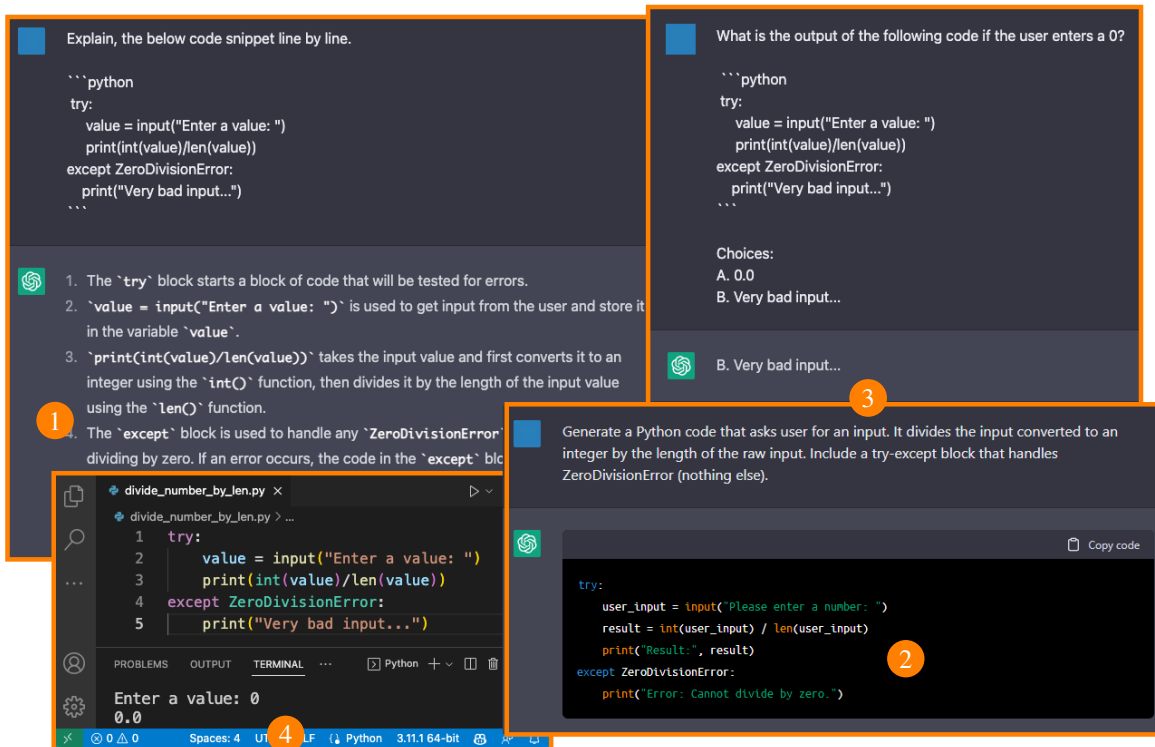 Explain, the below code snippet line by line.
```python
try:
value = input("Enter a value: ")
print(int(value)/len(value))
except ZeroDivisionError:
print("Very bad input...")
```
1. The `try` block starts a block of code that will be tested for errors.
2. `value = input("Enter a value: ")` is used to get input from the user and store it
in the variable `value`.
3. `print(int(value)/len(value))` takes the input value and first converts it to an
integer using the `int()` function, then divides it by the length of the input value
using the `len()` function.
1
. The `except` block is used to handle any `ZeroDivisionError`
dividing by zero. If an error occurs, the code in the `except`
What is the output of the following code if the user enters a 0?
```python
try:
value = input("Enter a value: ")
print(int(value)/len(value))
except ZeroDivisionError:
print("Very bad input...")
```
Choices:
A. 0.0
B. Very bad input...
B. Very bad input...
3
Generate a Python code that asks user for an input. It divides the input converted to an
integer by the length of the raw input. Include a try-except block that handles
ZeroDivisionError (nothing else).
Copy code
try:
user_input = input("Please enter a number: ")
result = int(user_input) / len(user_input)
print("Result:", result)
except ZeroDivisionError:
print("Error: Cannot divide by zero.")
2
divide_number_by_len.py ×
divide_number_by_len.py > ...
1 try:
2 value = input("Enter a value: ")
3 print(int(value)/len(value))
4 except ZeroDivisionError:
5 print("Very bad input...")
PROBLEMS OUTPUT TERMINAL ... Python
Enter a value: 0
0.0
0 0 Spaces: 4 LF Python 3.11.1 64-bit
4